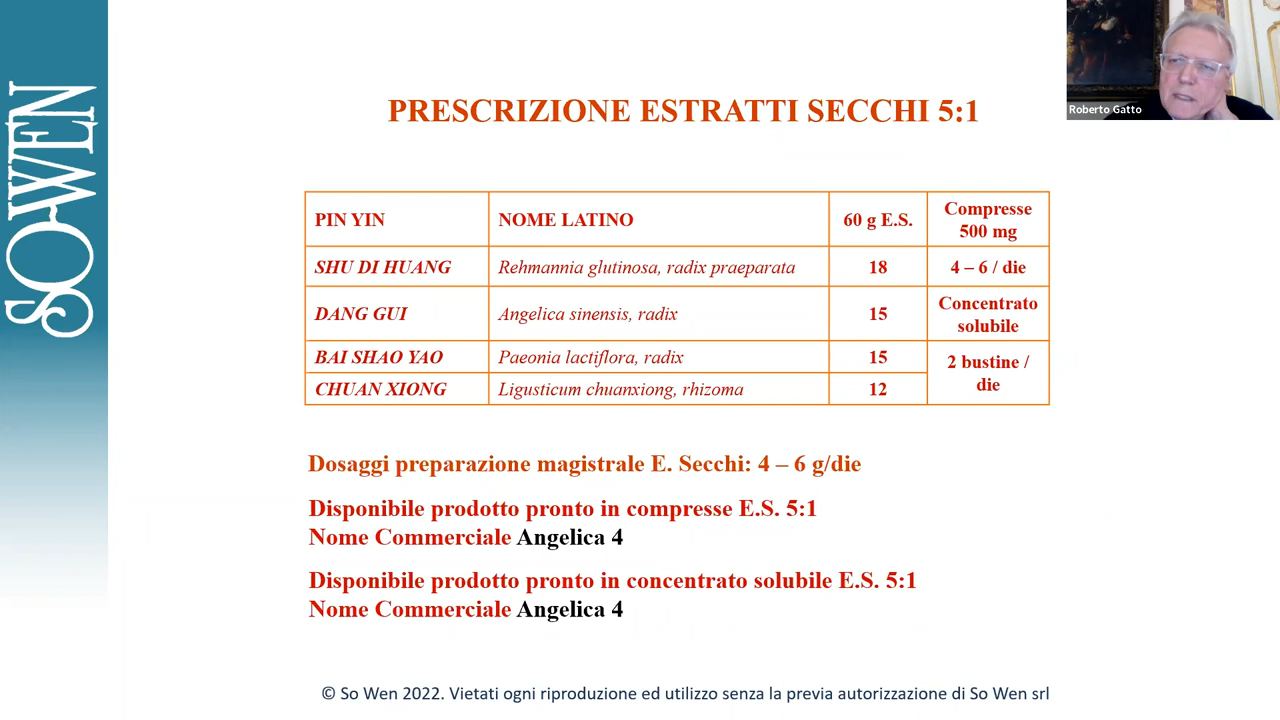 SO-WEN
Roberto Gatto
PRESCRIZIONE ESTRATTI SECCHI 5:1
PIN YIN NOME LATINO 60 g E.S. Compresse 500 mg
SHU DI HUANG Rehmannia glutinosa, radix praeparata 18 4 – 6 / die
DANG GUI Angelica sinensis, radix 15 Concentrato solubile
BAI SHAO YAO Paeonia lactiflora, radix 15 2 bustine / die
CHUAN XIONG Ligusticum chuanxiong, rhizoma 12
Dosaggi preparazione magistrale E. Secchi: 4 – 6 g/die
Disponibile prodotto pronto in compresse E.S. 5:1
Nome Commerciale Angelica 4
Disponibile prodotto pronto in concentrato solubile E.S. 5:1
Nome Commerciale Angelica 4
© So Wen 2022. Vietati ogni riproduzione ed utilizzo senza la previa autorizzazione di So Wen srl